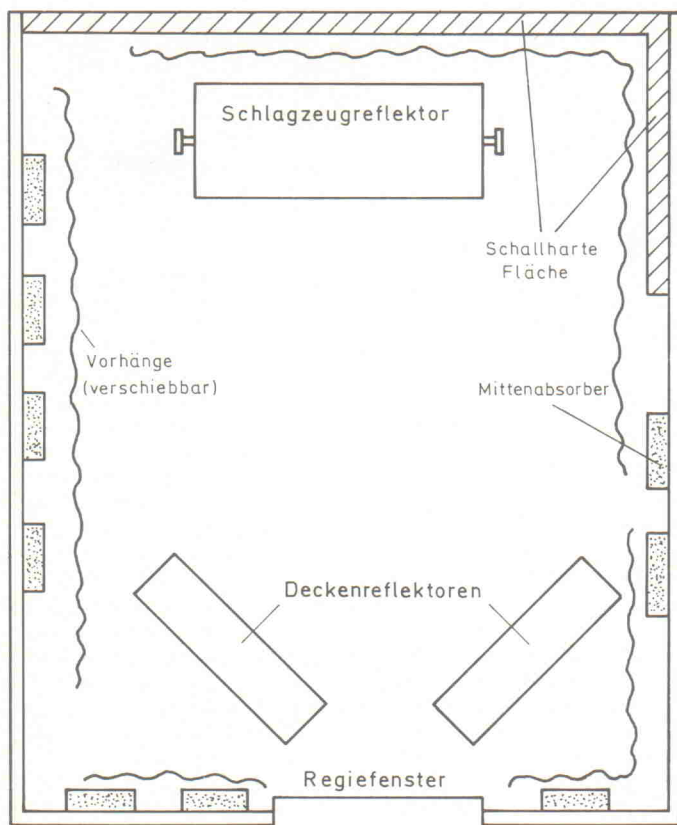 Schlagzeugreflektor
Schallharte
Fläche
Vorhänge
(verschiebbar)
Mittenabsorber
Deckenreflektoren
Regiefenster